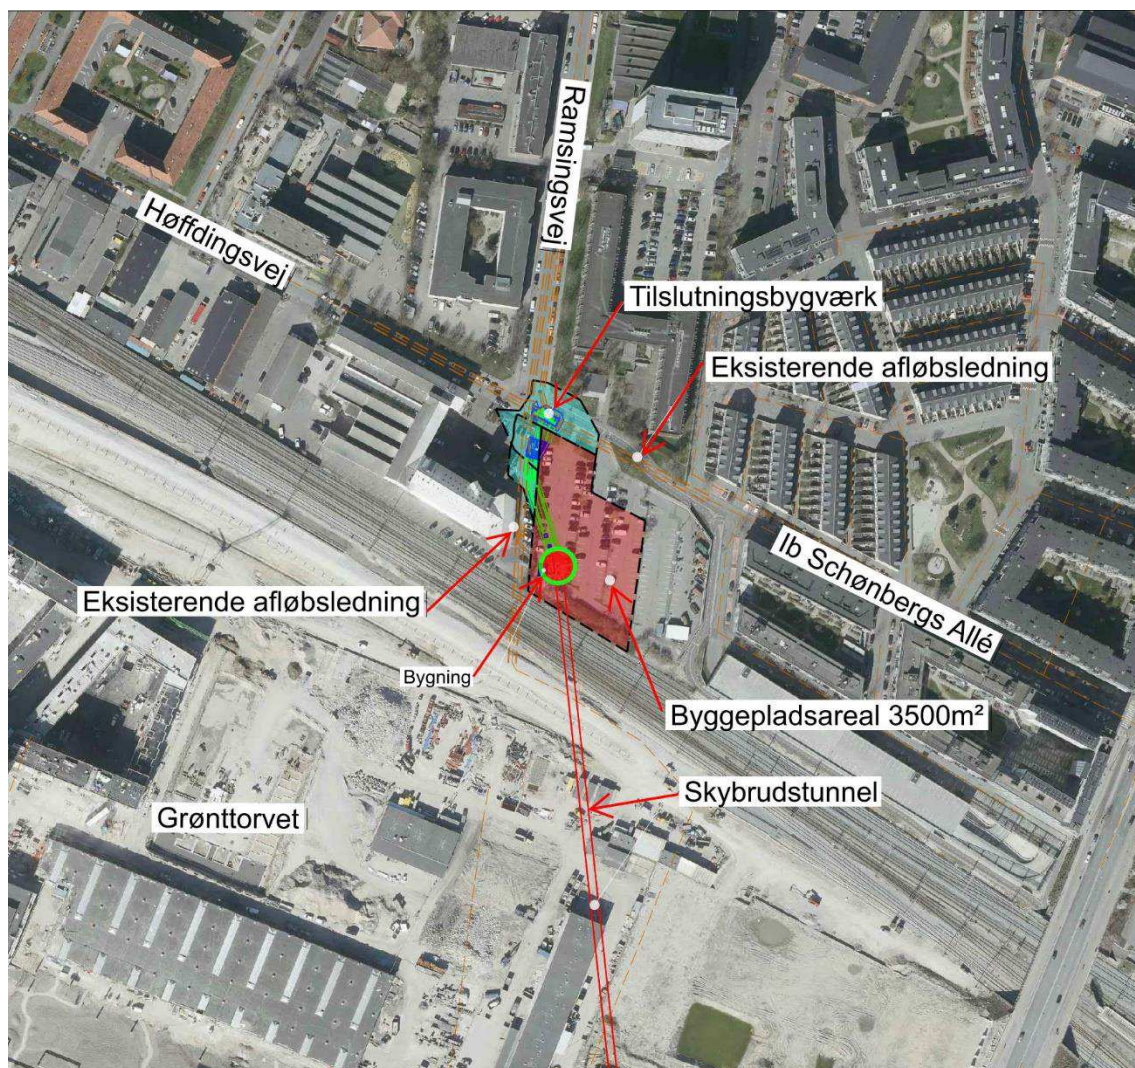 Ramsingsvej
Høffdingsvej
Tilslutningsbygværk
Eksisterende afløbsledning
Ib Schønbergs Allé
Eksisterende afløbsledning
Bygning
Byggepladsareal 3500m²
Skybrudstunnel
Grønttorvet